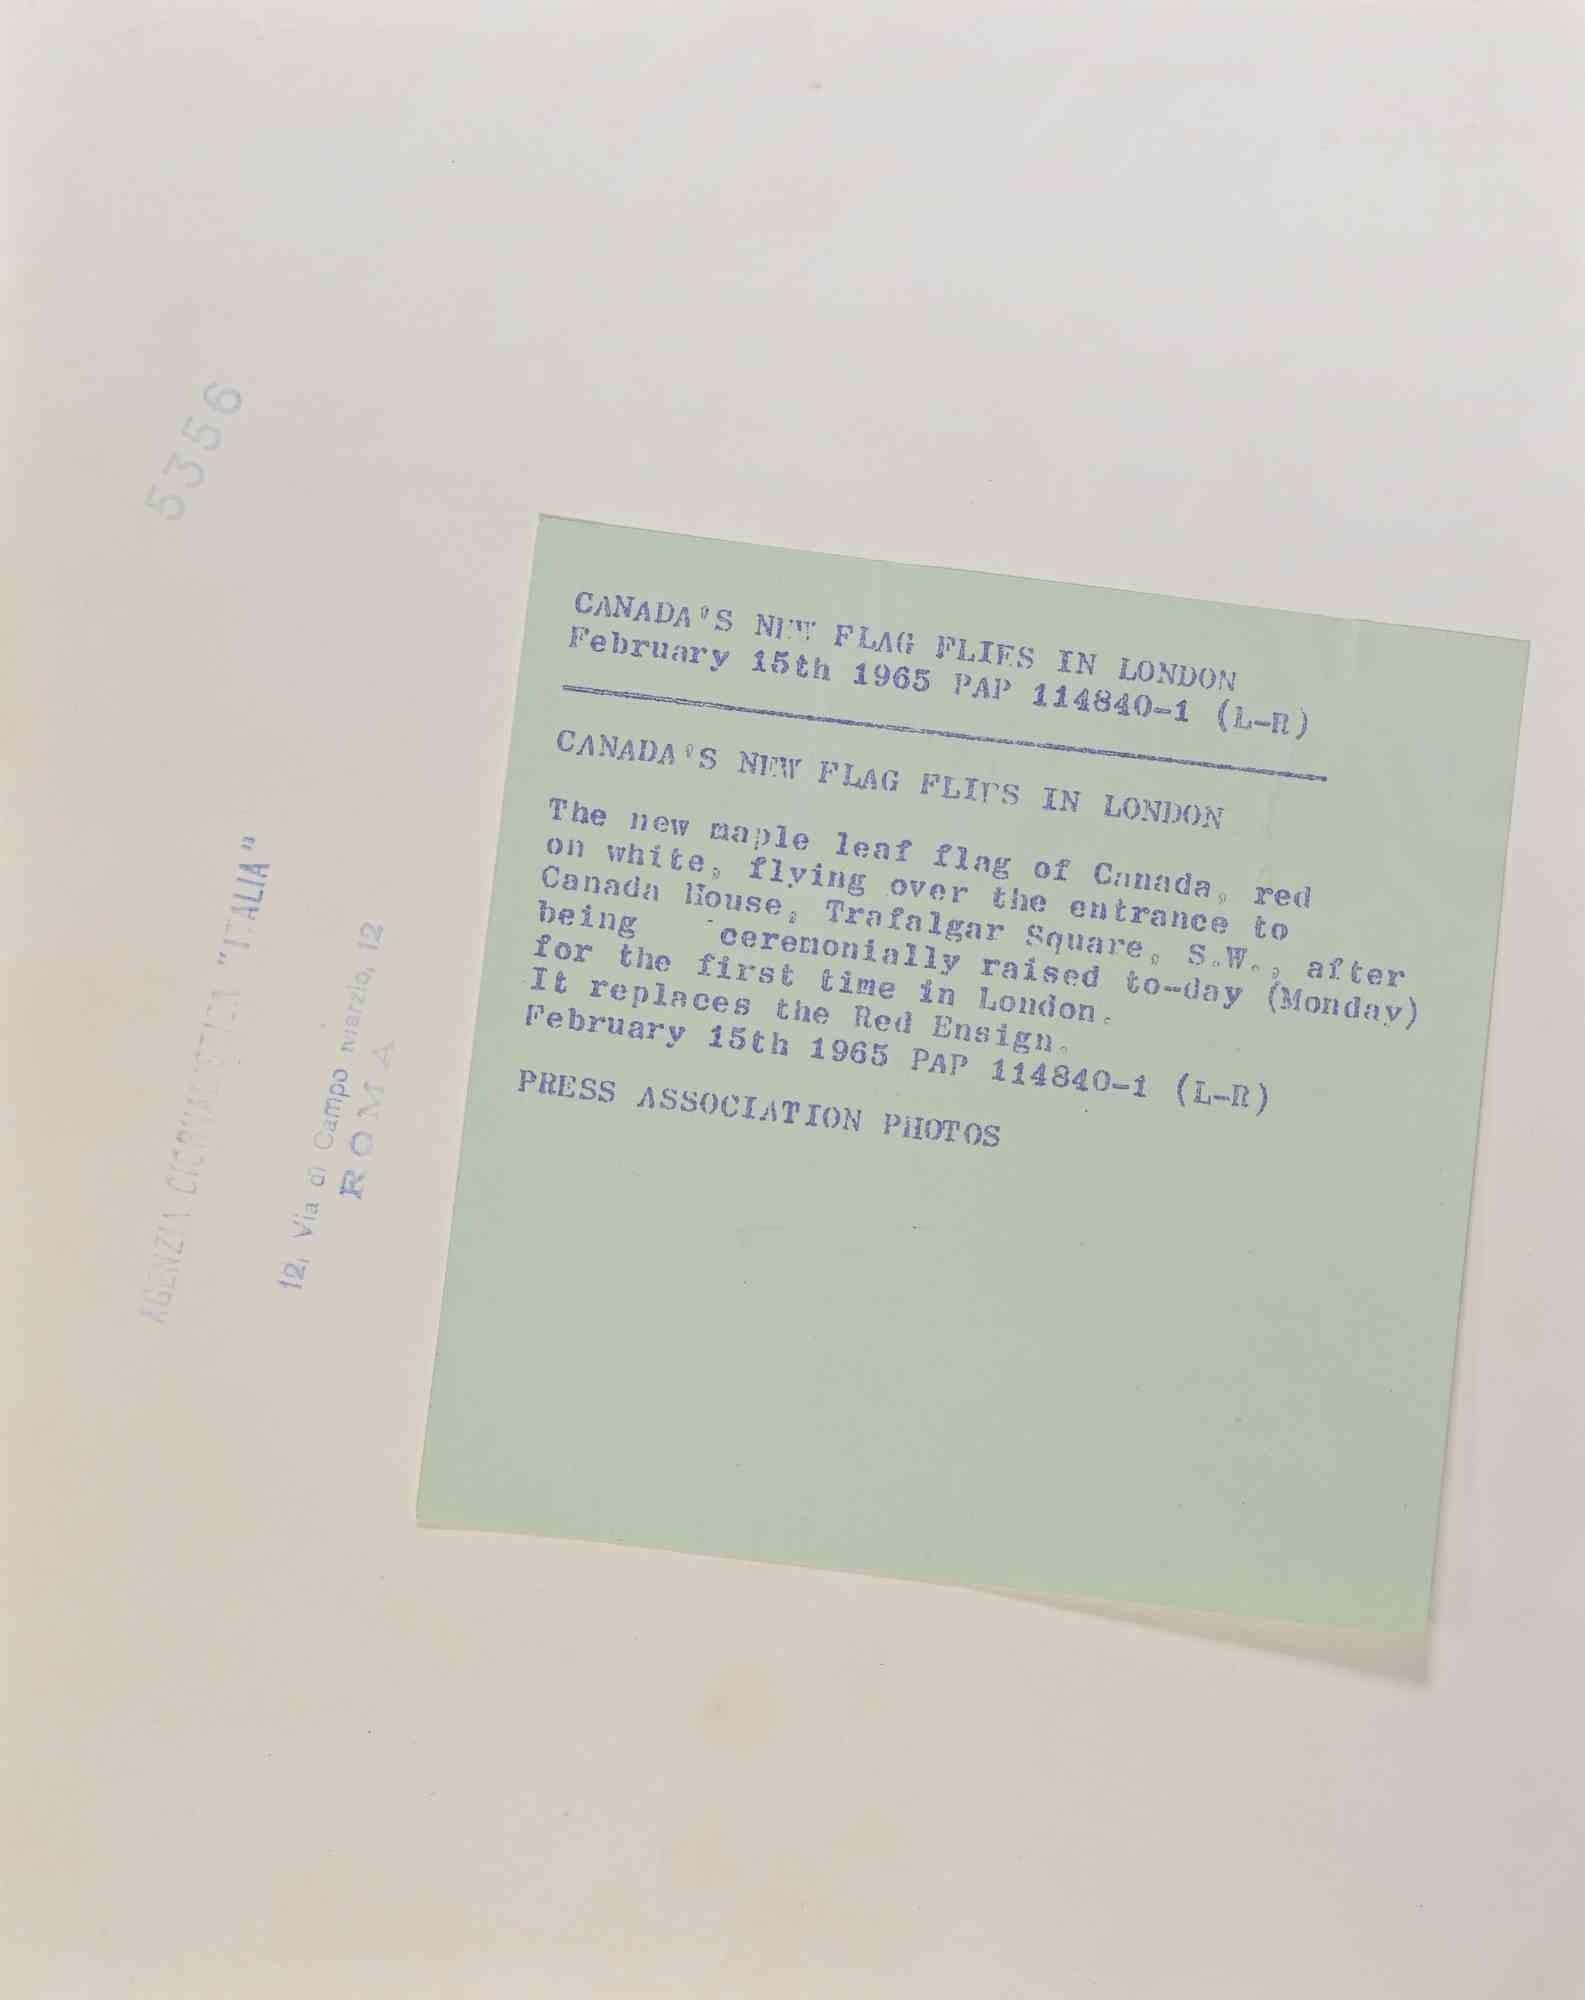 5356
CANADA'S NEW FLAG FLIES IN LONDON
February 15th 1965 PAP 114840-1 (L-R)
CANADA'S NEW FLAG FLIES IN LONDON
The new maple leaf flag of Canada, red
on white, flying over the entrance to
Canada House, Trafalgar Square, S.W., after
being ceremonially raised to-day (Monday)
for the first time in London.
It replaces the Red Ensign.
February 15th 1965 PAP 114840-1 (L-R)
PRESS ASSOCIATION PHOTOS
AGENZIA GIORNALISTICA "ITALIA"
12, Via di Campo Marzio, 12
ROMA